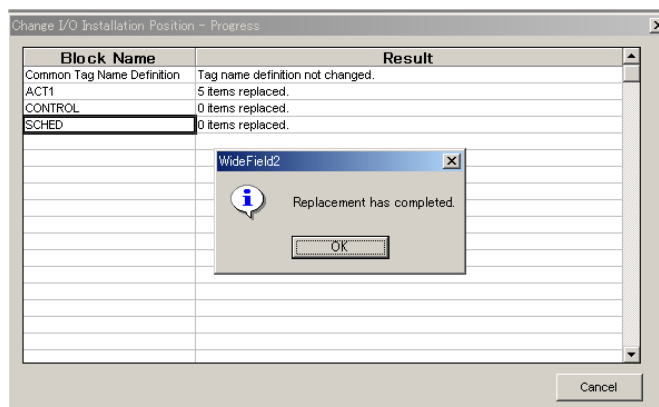 Change I/O Installation Position - Progress
Block Name Result
Common Tag Name Definition Tag name definition not changed.
ACT1 5 items replaced.
CONTROL 0 items replaced.
SCHED 0 items replaced.
WideField2
Replacement has completed.
OK
Cancel